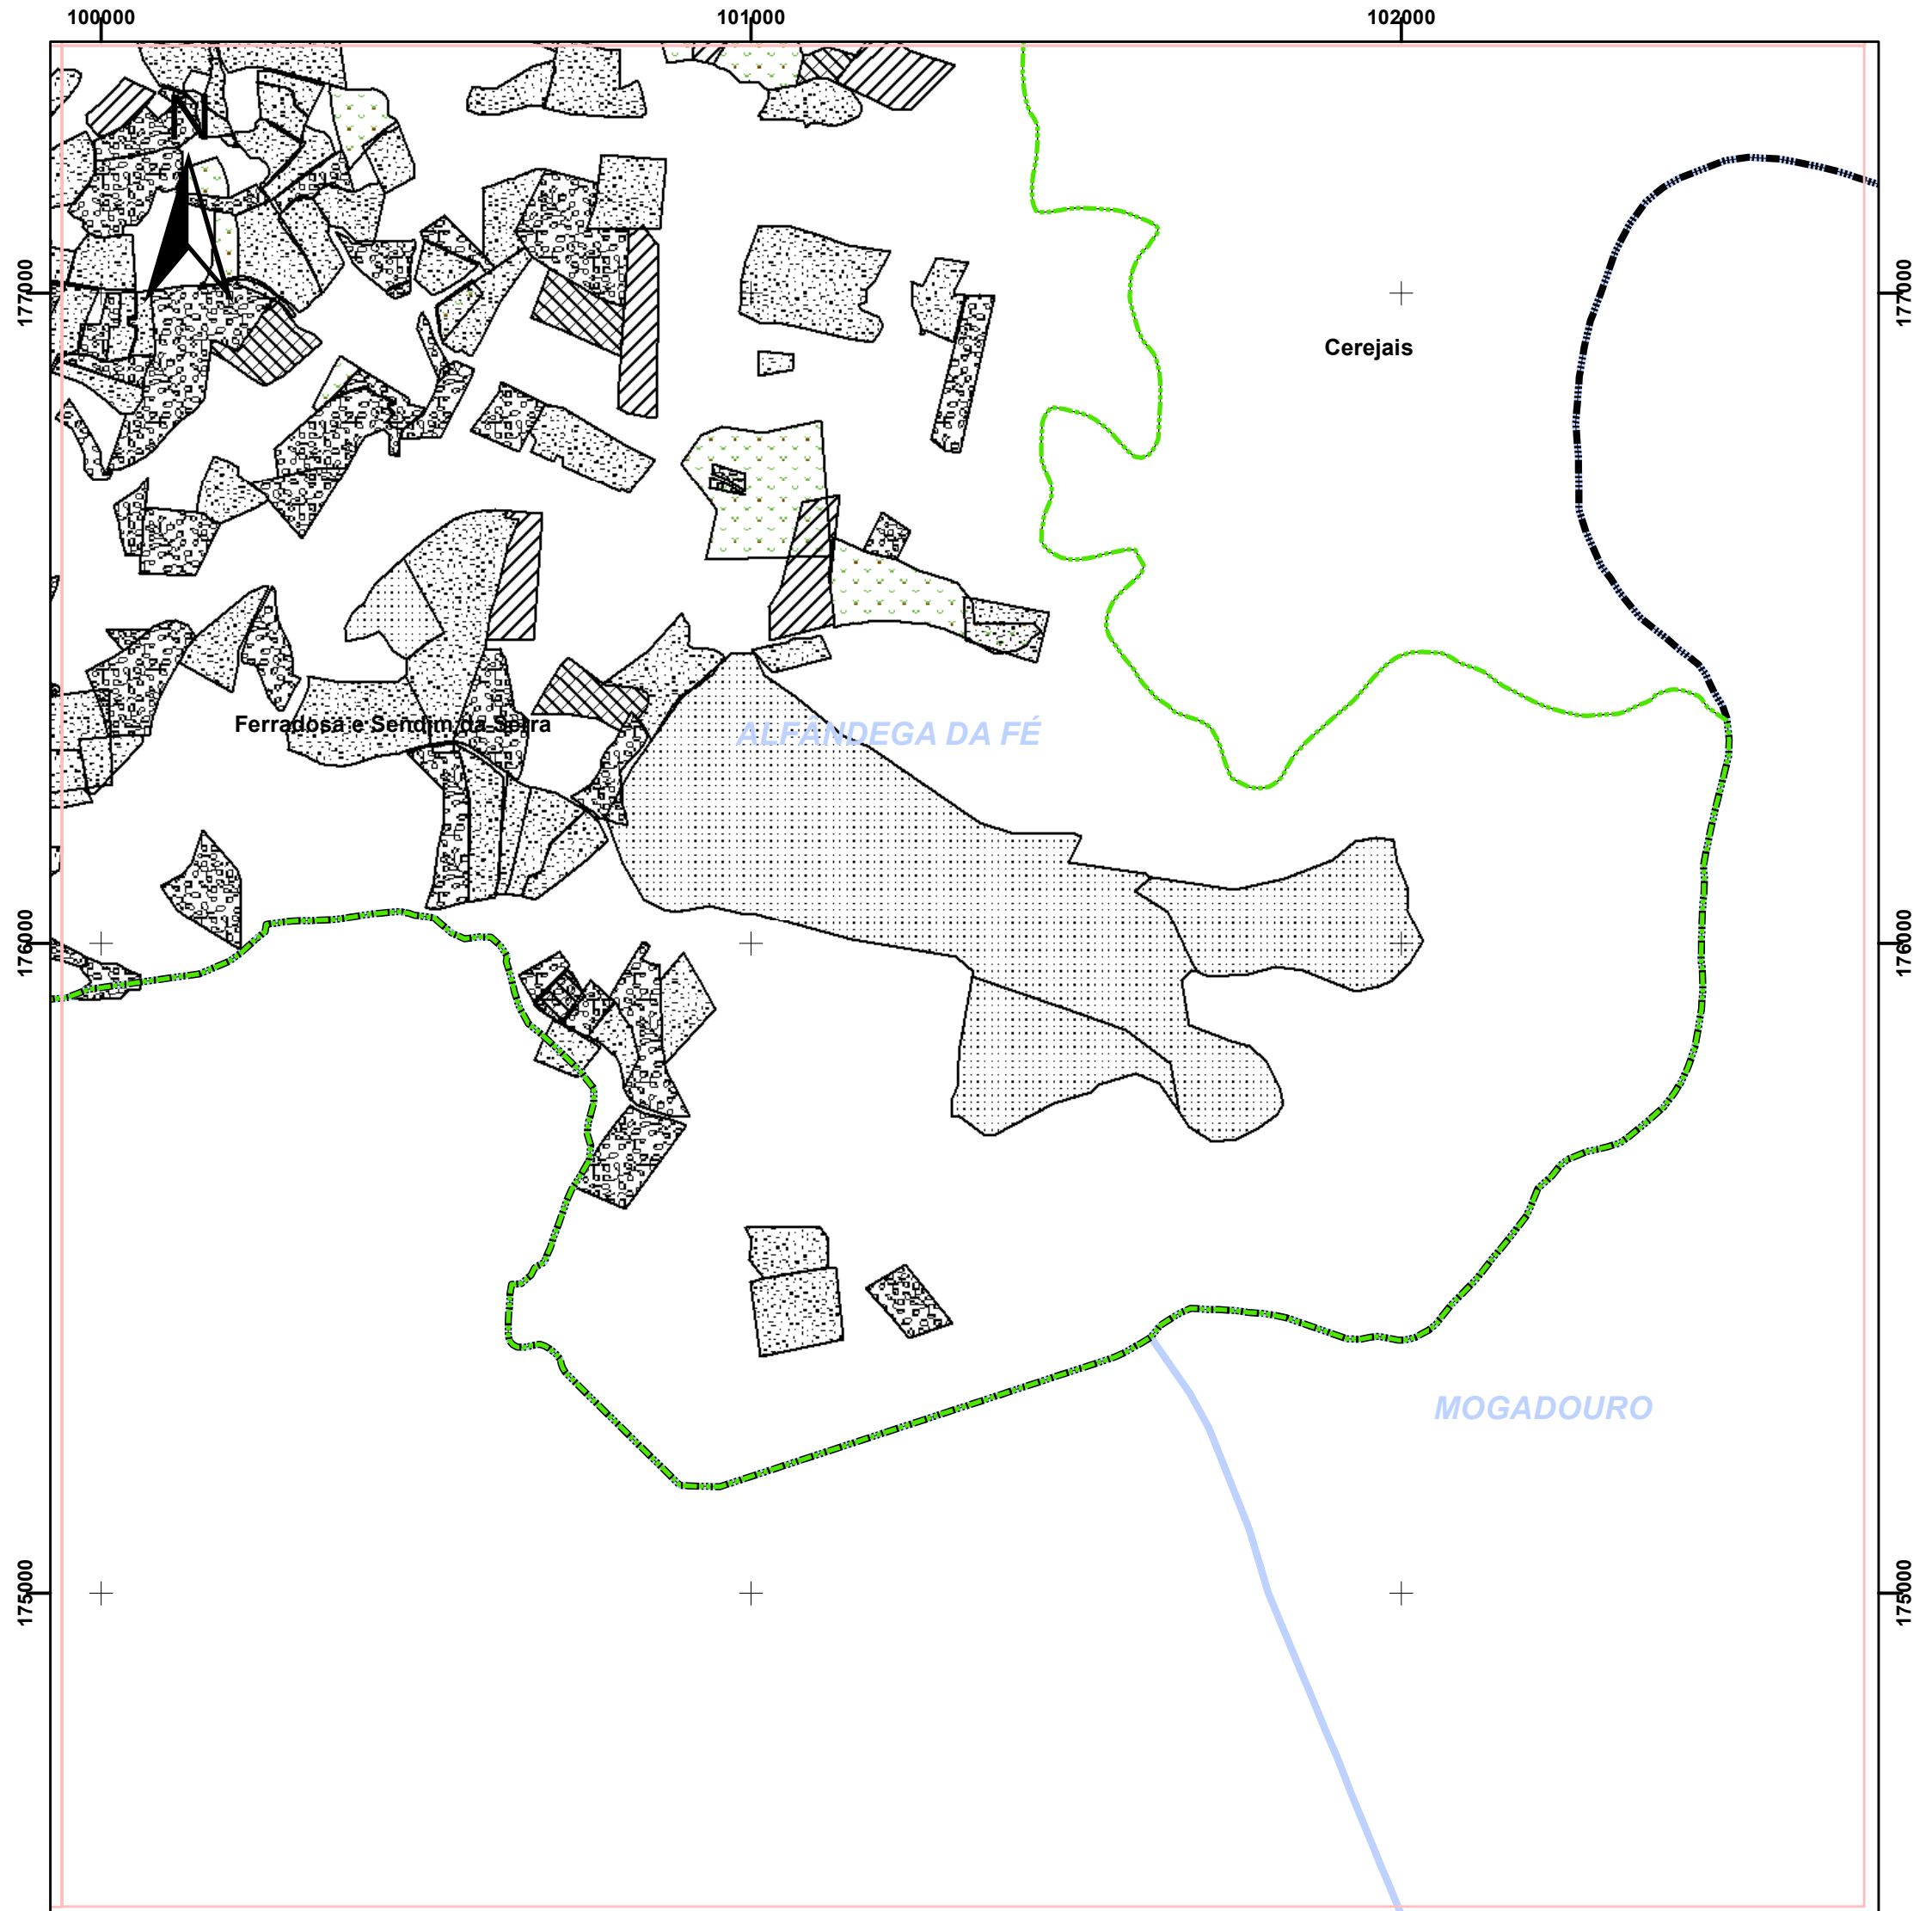 100000 101000 102000
N
177000 177000
Cerejais
Ferradosa e Sendim da Serra
ALFÂNDEGA DA FÉ
176000 176000
MOGADOURO
175000 175000